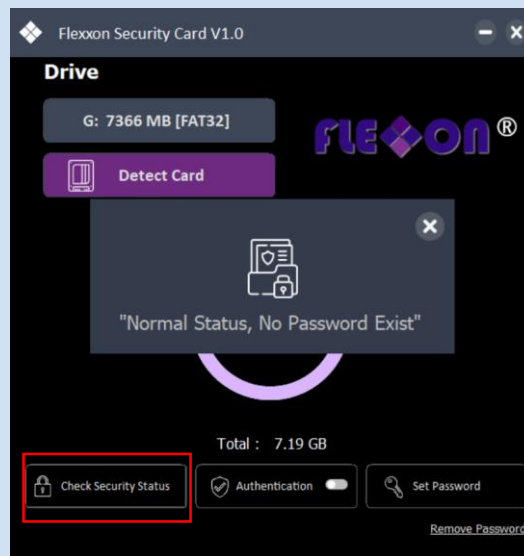 Flexxon Security Card V1.0
Drive
G: 7366 MB [FAT32]
FLEXXON®
Detect Card
"Normal Status, No Password Exist"
Total : 7.19 GB
Check Security Status
Authentication
Set Password
Remove Password